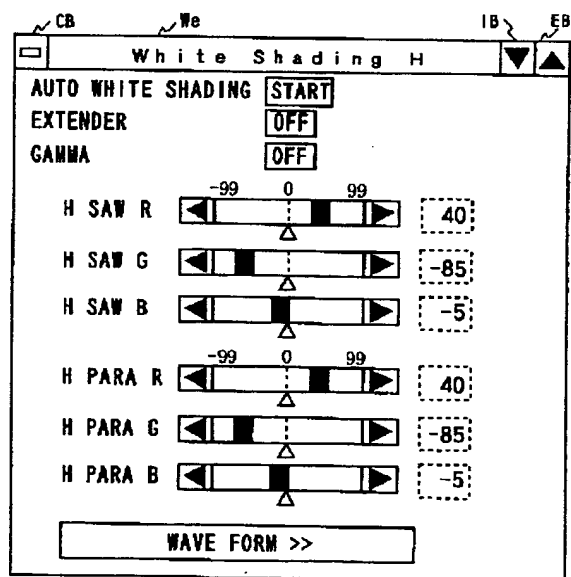 CB We IB EB
White Shading H
AUTO WHITE SHADING START
EXTENDER OFF
GAMMA OFF
-99 0 99
H SAW R 40
H SAW G -85
H SAW B -5
-99 0 99
H PARA R 40
H PARA G -85
H PARA B -5
WAVE FORM >>